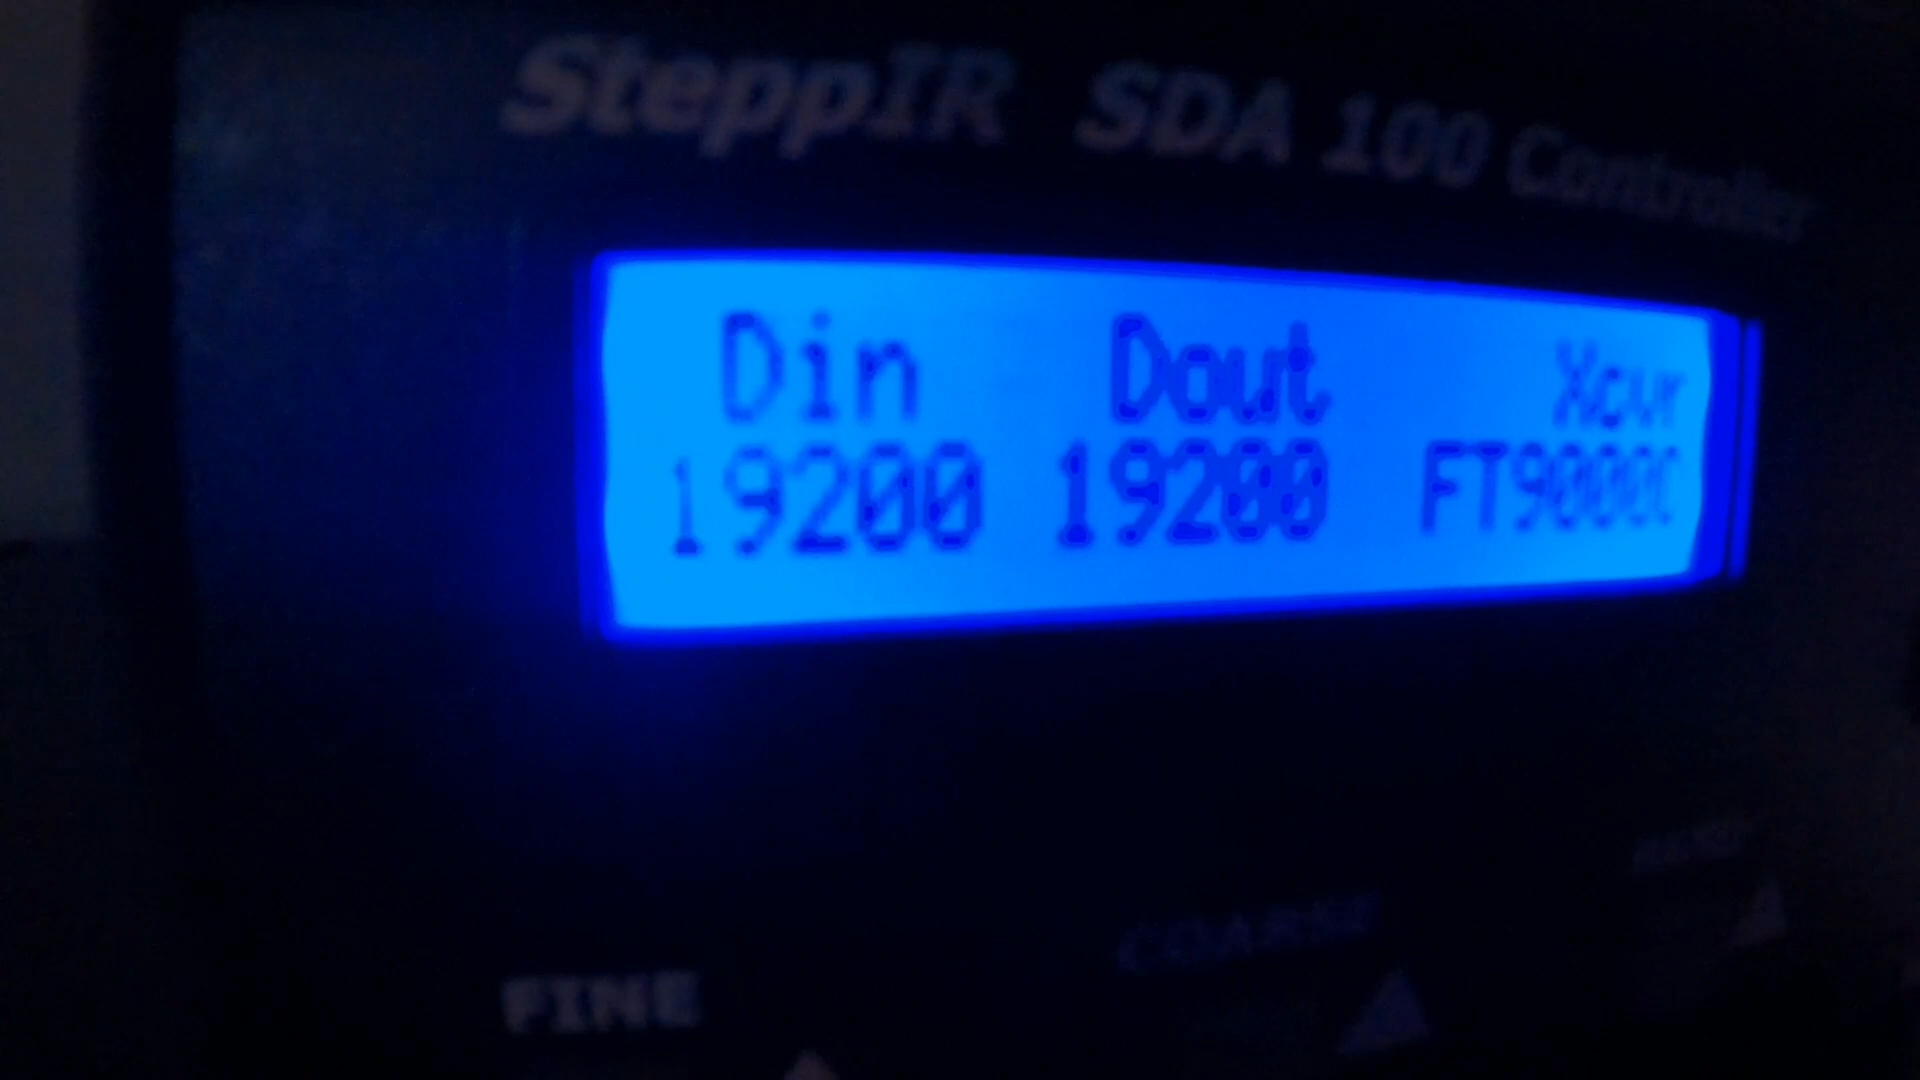 SteppIR SDA 100 Controller
Din Dout Xcvr
19200 19200 FT9000C
COARSE
FINE